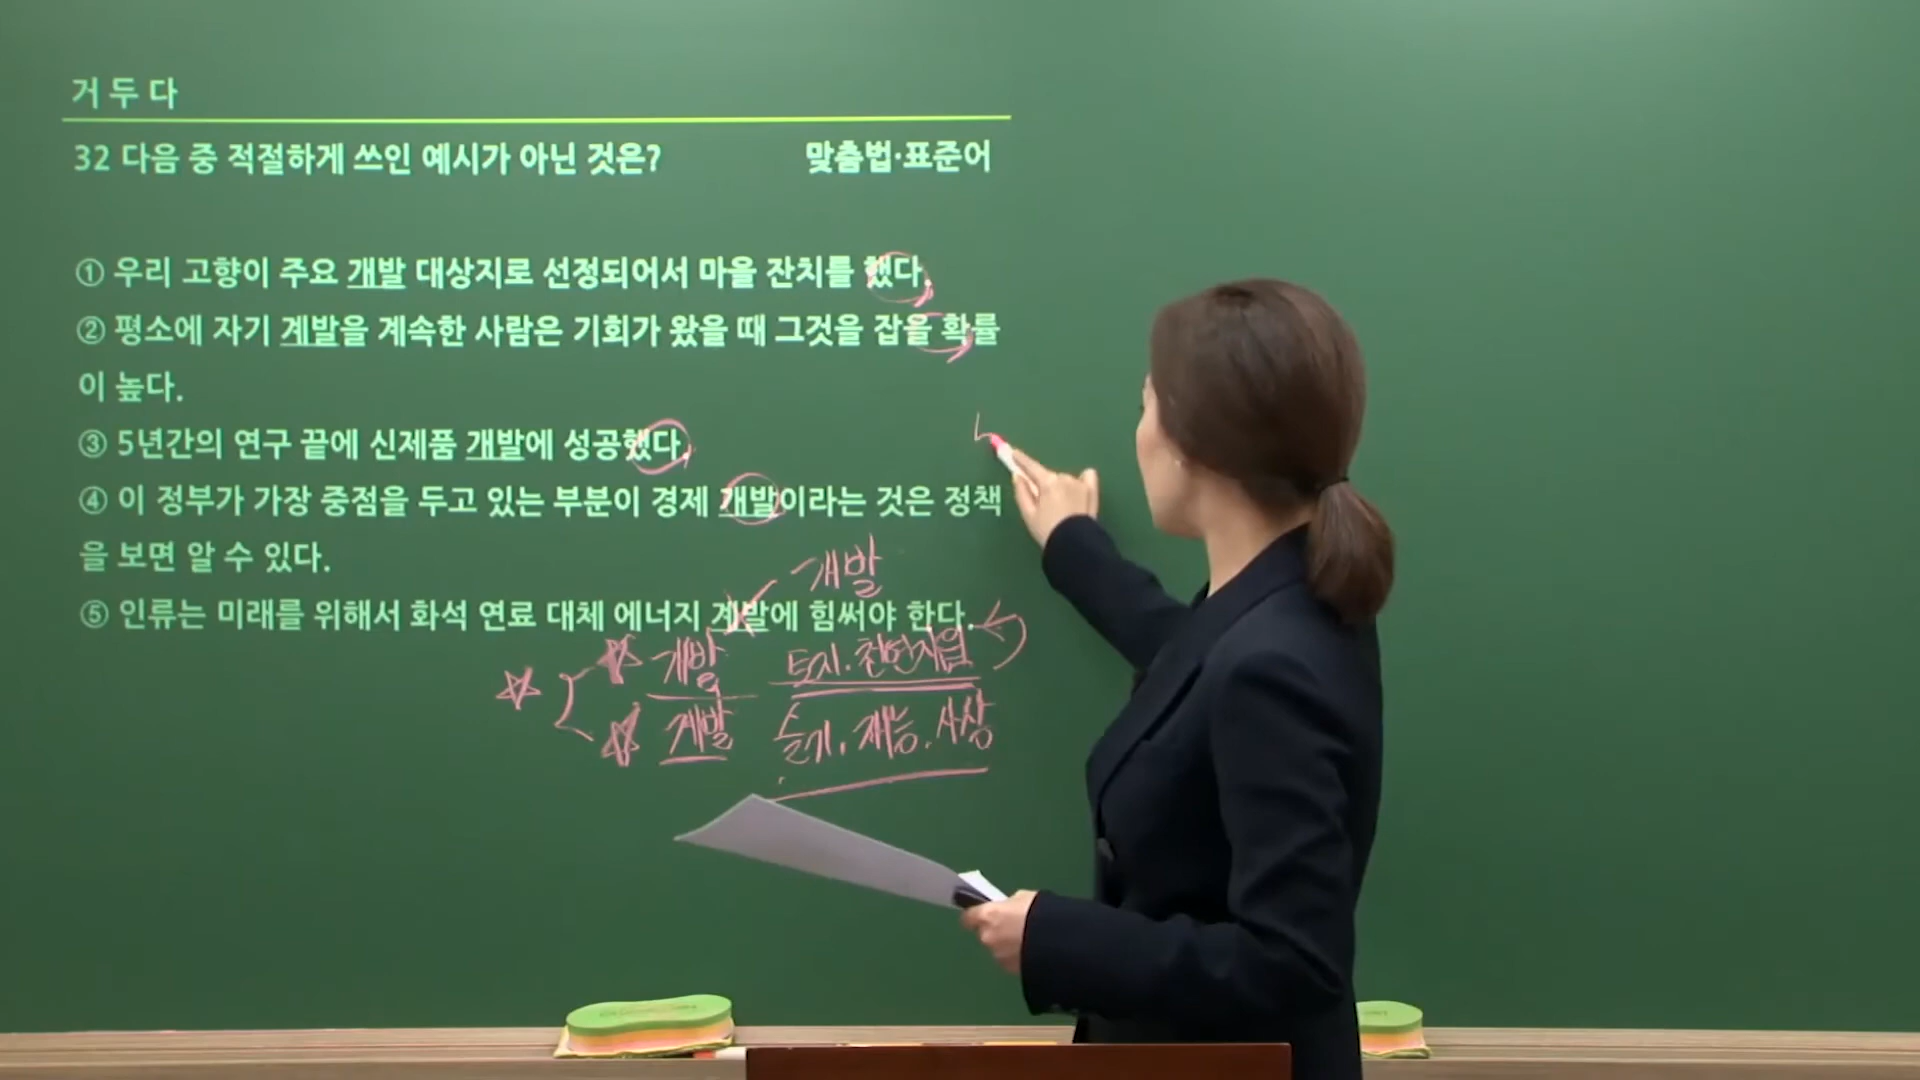 거 두 다
32 다음 중 적절하게 쓰인 예시가 아닌 것은? 맞춤법·표준어
① 우리 고향이 주요 개발 대상지로 선정되어서 마을 잔치를 했다.
② 평소에 자기 계발을 계속한 사람은 기회가 왔을 때 그것을 잡을 확률
이 높다.
③ 5년간의 연구 끝에 신제품 개발에 성공했다.
④ 이 정부가 가장 중점을 두고 있는 부분이 경제 개발이라는 것은 정책
을 보면 알 수 있다.
개발
⑤ 인류는 미래를 위해서 화석 연료 대체 에너지 계발에 힘써야 한다.
개발 토지. 천연자원
계발 슬기, 재능. 사상